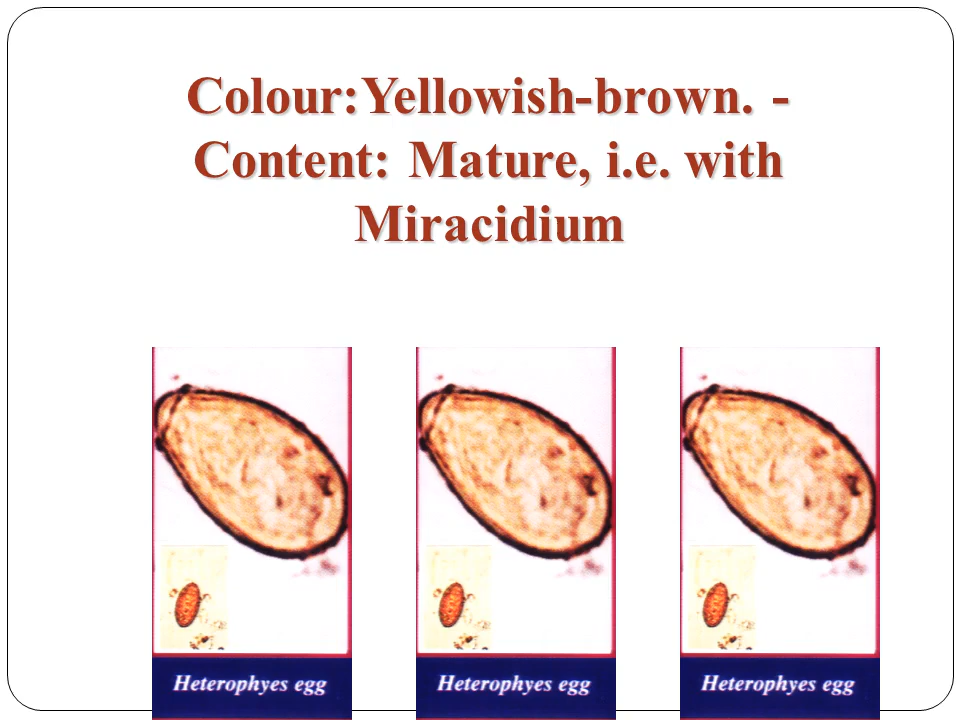 Colour:Yellowish-brown. -
Content: Mature, i.e. with
Miracidium
Heterophyes egg
Heterophyes egg
Heterophyes egg